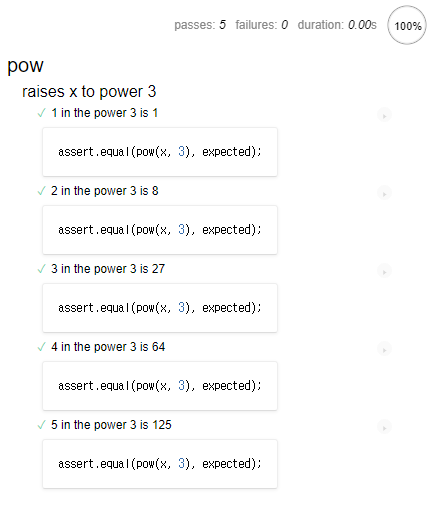 passes: 5 failures: 0 duration: 0.00s 100%
pow
raises x to power 3
✓ 1 in the power 3 is 1
assert.equal(pow(x, 3), expected);
✓ 2 in the power 3 is 8
assert.equal(pow(x, 3), expected);
✓ 3 in the power 3 is 27
assert.equal(pow(x, 3), expected);
✓ 4 in the power 3 is 64
assert.equal(pow(x, 3), expected);
✓ 5 in the power 3 is 125
assert.equal(pow(x, 3), expected);